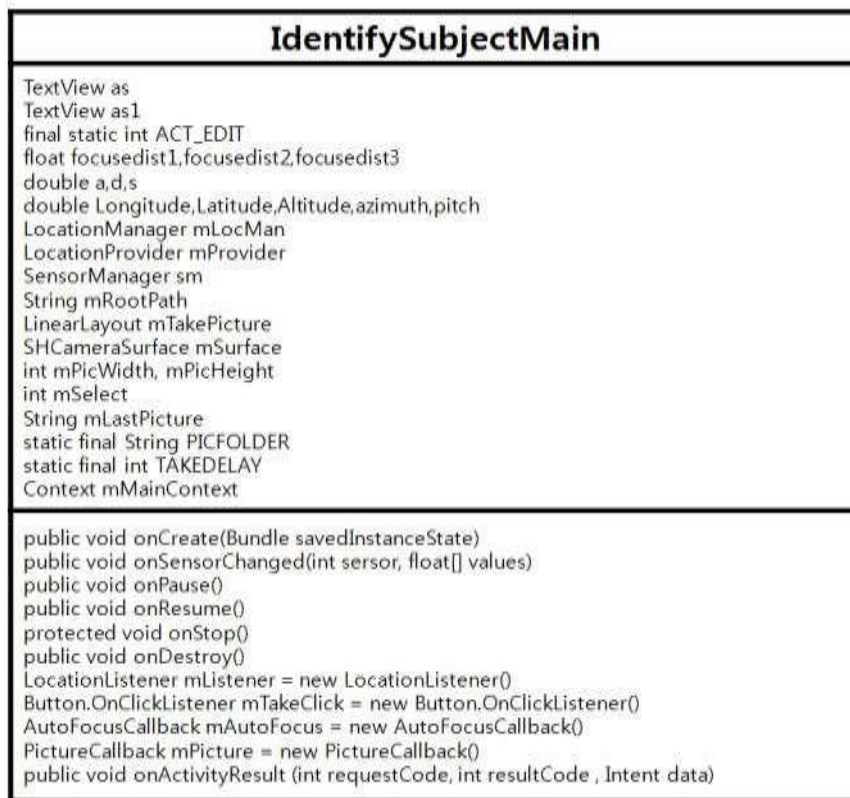 IdentifySubjectMain
TextView as
TextView as1
final static int ACT_EDIT
float focusedist1,focusedist2,focusedist3
double a,d,s
double Longitude,Latitude,Altitude,azimuth,pitch
LocationManager mLocMan
LocationProvider mProvider
SensorManager sm
String mRootPath
LinearLayout mTakePicture
SHCameraSurface mSurface
int mPicWidth, mPicHeight
int mSelect
String mLastPicture
static final String PICFOLDER
static final int TAKEDELAY
Context mMainContext
public void onCreate(Bundle savedInstanceState)
public void onSensorChanged(int sersor, float[] values)
public void onPause()
public void onResume()
protected void onStop()
public void onDestroy()
LocationListener mListener = new LocationListener()
Button.OnClickListener mTakeClick = new Button.OnClickListener()
AutoFocusCallback mAutoFocus = new AutoFocusCallback()
PictureCallback mPicture = new PictureCallback()
public void onActivityResult (int requestCode, int resultCode , Intent data)